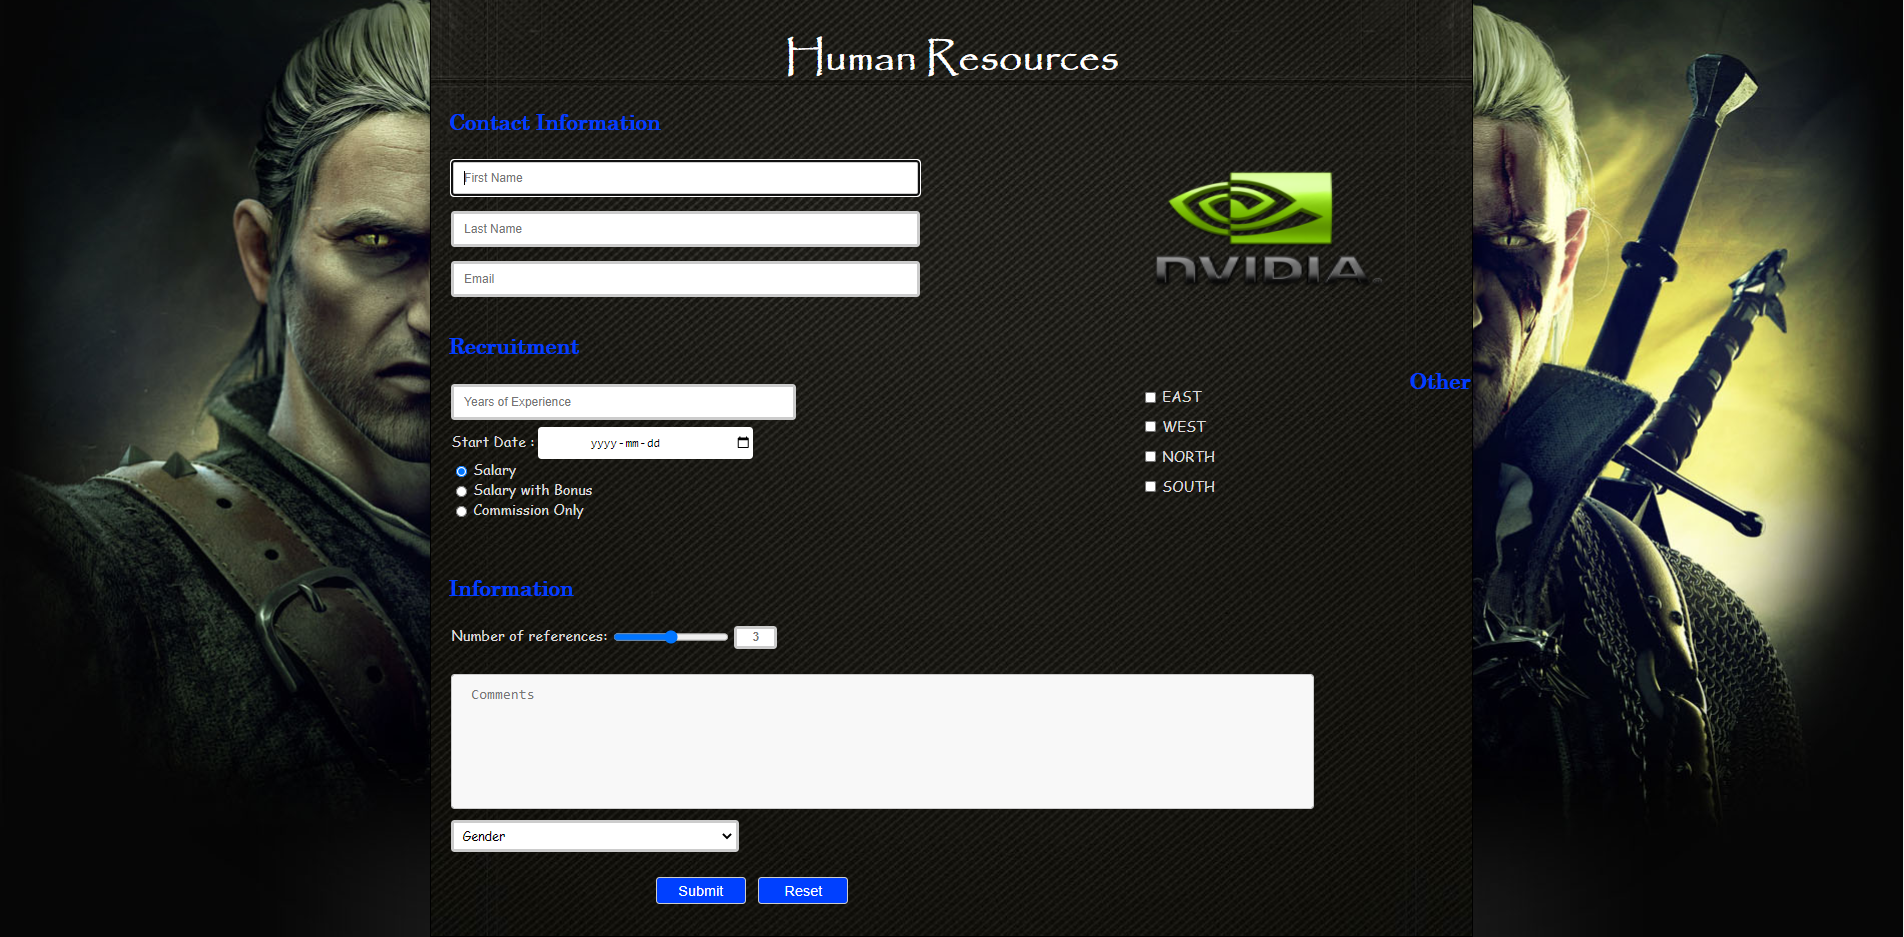 Human Resources
Contact Information
First Name
Last Name
Email
NVIDIA
Recruitment
Years of Experience
Start Date : yyyy-mm-dd
Salary
Salary with Bonus
Commission Only
EAST
WEST
NORTH
SOUTH
Other
Information
Number of references: 3
Comments
Gender
Submit Reset